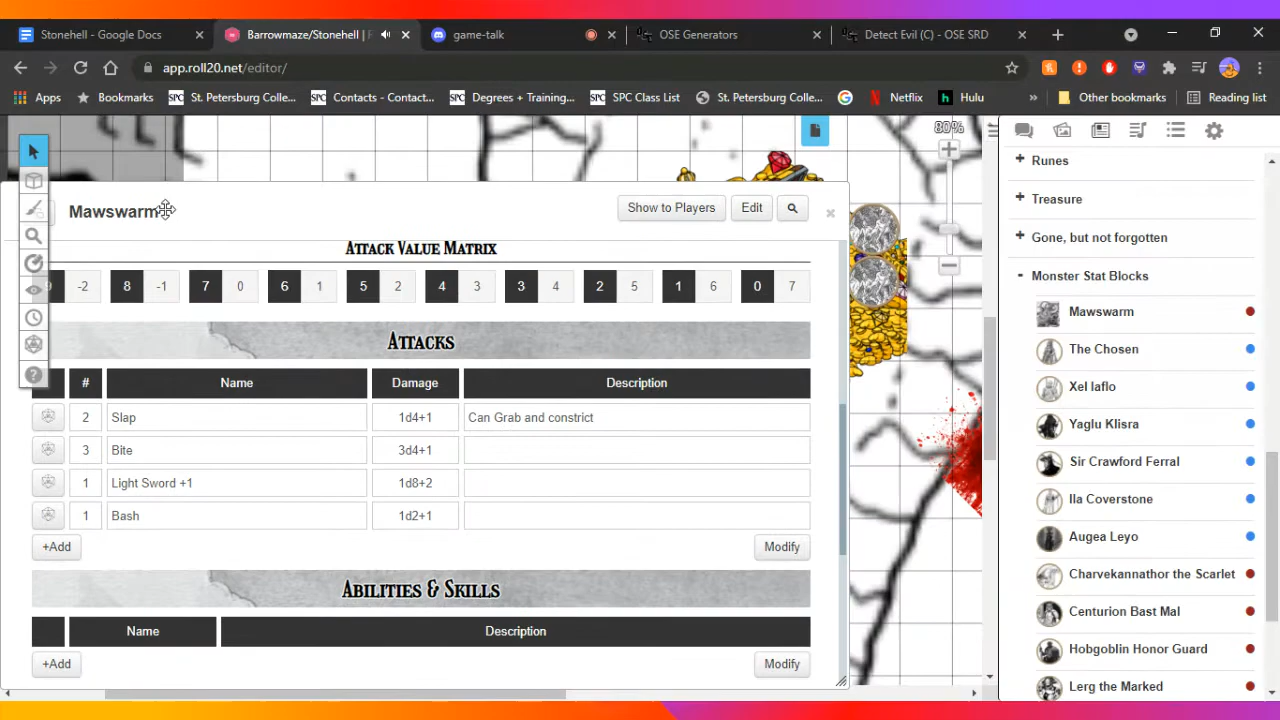 Stonehell - Google Docs
Barrowmaze/Stonehell | F
game-talk
OSE Generators
Detect Evil (C) - OSE SRD
app.roll20.net/editor/
Apps
Bookmarks
SPC
St. Petersburg Colle...
SPC
Contacts - Contact...
SPC
Degrees + Training...
SPC
SPC Class List
St. Petersburg Colle...
Netflix
h
Hulu
»
Other bookmarks
Reading list
80%
Mawswarm
Show to Players
Edit
Attack Value Matrix
-2 8 -1 7 0 6 1 5 2 4 3 3 4 2 5 1 6 0 7
Attacks
# Name Damage Description
2 Slap 1d4+1 Can Grab and constrict
3 Bite 3d4+1
1 Light Sword +1 1d8+2
1 Bash 1d2+1
+Add
Modify
Abilities & Skills
Name Description
+Add
Modify
Runes
Treasure
Gone, but not forgotten
Monster Stat Blocks
Mawswarm
The Chosen
Xel Iaflo
Yaglu Klisra
Sir Crawford Ferral
Ila Coverstone
Augea Leyo
Charvekannathor the Scarlet
Centurion Bast Mal
Hobgoblin Honor Guard
Lerg the Marked